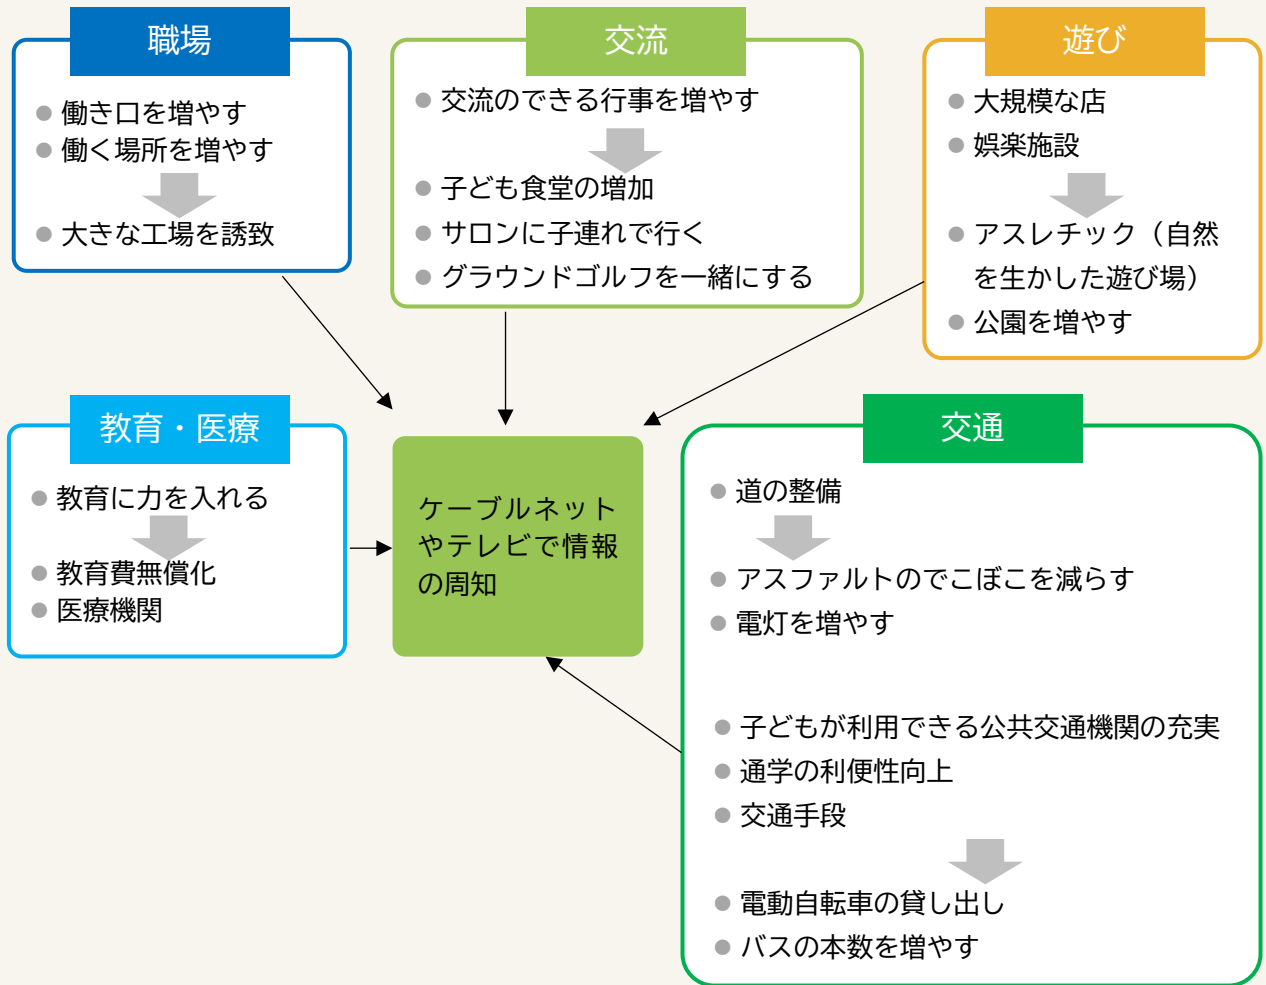 職場
働き口を増やす
働く場所を増やす
大きな工場を誘致
交流
交流のできる行事を増やす
子ども食堂の増加
サロンに子連れで行く
グラウンドゴルフを一緒にする
遊び
大規模な店
娯楽施設
アスレチック（自然
を生かした遊び場）
公園を増やす
教育・医療
教育に力を入れる
教育費無償化
医療機関
ケーブルネット
やテレビで情報
の周知
交通
道の整備
アスファルトのでこぼこを減らす
電灯を増やす
子どもが利用できる公共交通機関の充実
通学の利便性向上
交通手段
電動自転車の貸し出し
バスの本数を増やす